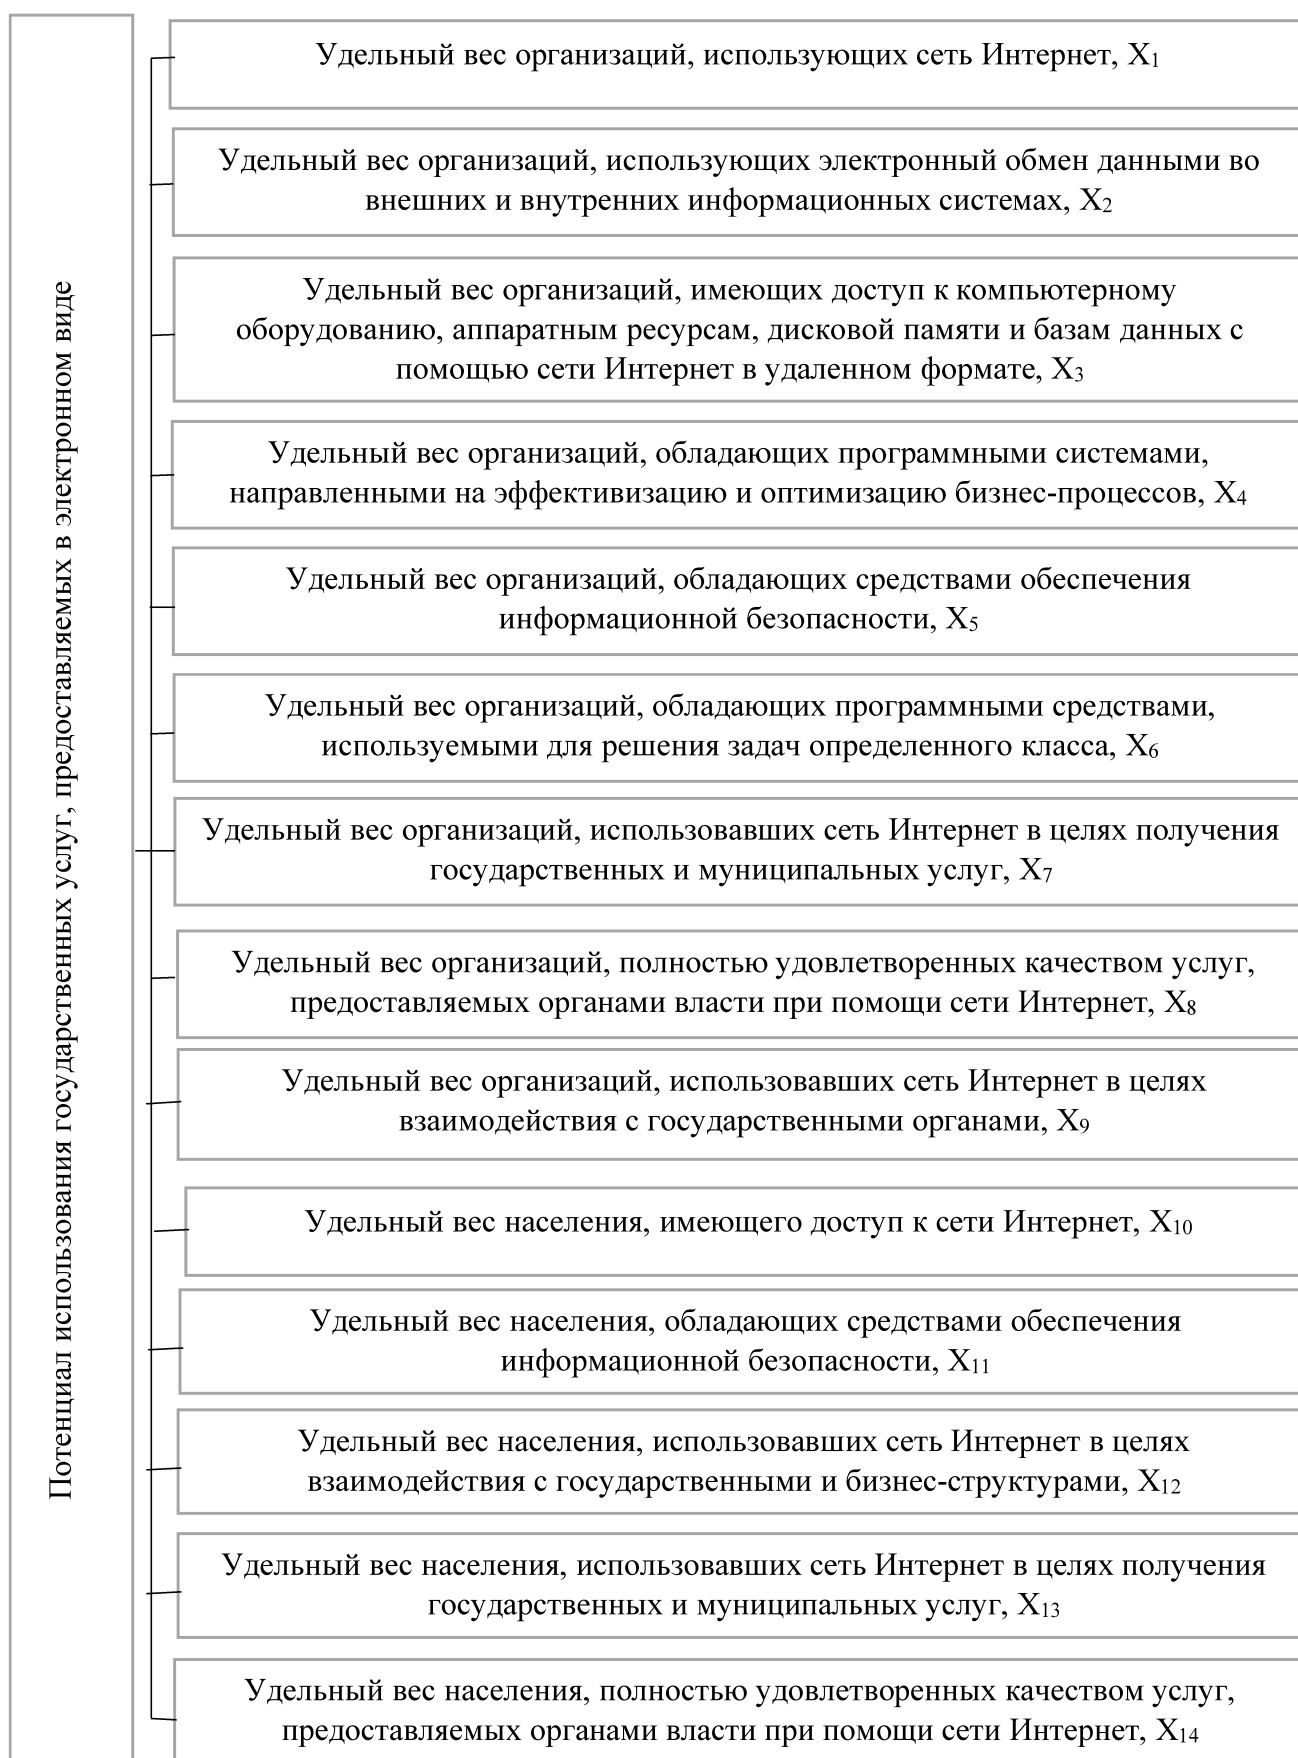 Потенциал использования государственных услуг, предоставляемых в электронном виде
Удельный вес организаций, использующих сеть Интернет, X1
Удельный вес организаций, использующих электронный обмен данными во
внешних и внутренних информационных системах, X2
Удельный вес организаций, имеющих доступ к компьютерному
оборудованию, аппаратным ресурсам, дисковой памяти и базам данных с
помощью сети Интернет в удаленном формате, X3
Удельный вес организаций, обладающих программными системами,
направленными на эффективизацию и оптимизацию бизнес-процессов, X4
Удельный вес организаций, обладающих средствами обеспечения
информационной безопасности, X5
Удельный вес организаций, обладающих программными средствами,
используемыми для решения задач определенного класса, X6
Удельный вес организаций, использовавших сеть Интернет в целях получения
государственных и муниципальных услуг, X7
Удельный вес организаций, полностью удовлетворенных качеством услуг,
предоставляемых органами власти при помощи сети Интернет, X8
Удельный вес организаций, использовавших сеть Интернет в целях
взаимодействия с государственными органами, X9
Удельный вес населения, имеющего доступ к сети Интернет, X10
Удельный вес населения, обладающих средствами обеспечения
информационной безопасности, X11
Удельный вес населения, использовавших сеть Интернет в целях
взаимодействия с государственными и бизнес-структурами, X12
Удельный вес населения, использовавших сеть Интернет в целях получения
государственных и муниципальных услуг, X13
Удельный вес населения, полностью удовлетворенных качеством услуг,
предоставляемых органами власти при помощи сети Интернет, X14